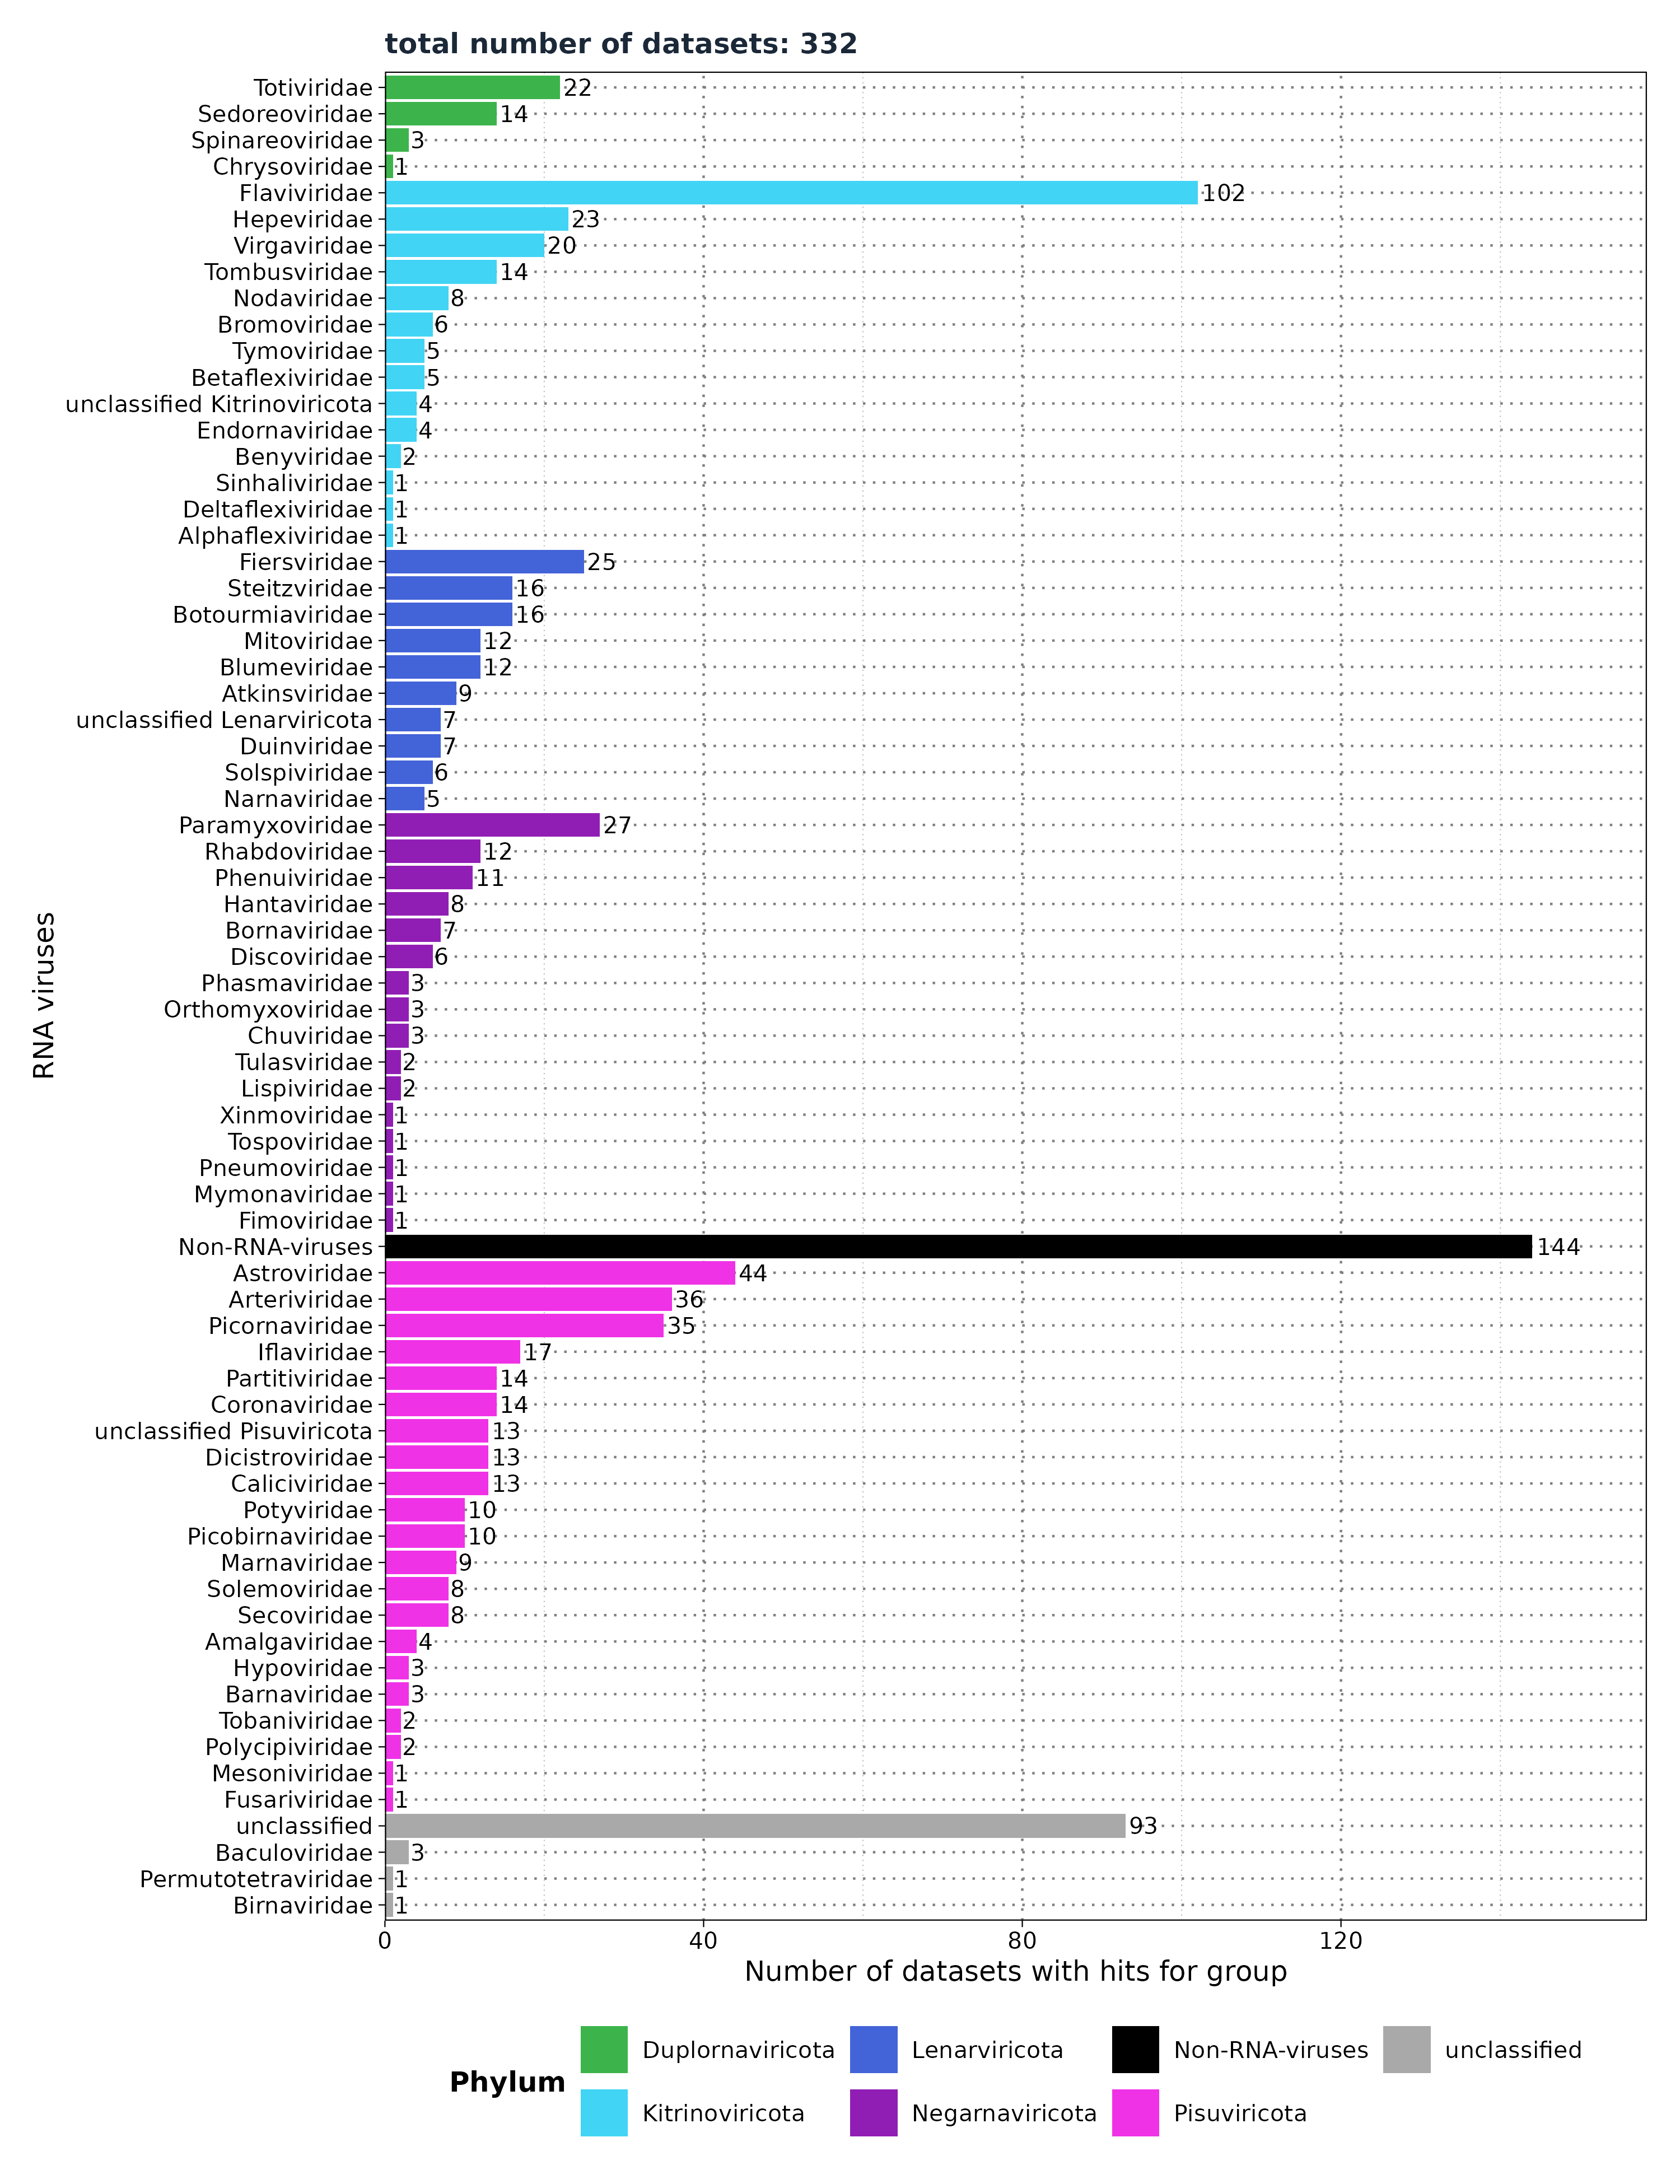 total number of datasets: 332
Totiviridae 22
Sedoreoviridae 14
Spinareoviridae 3
Chrysoviridae 1
Flaviviridae 102
Hepeviridae 23
Virgaviridae 20
Tombusviridae 14
Nodaviridae 8
Bromoviridae 6
Tymoviridae 5
Betaflexiviridae 5
unclassified Kitrinoviricota 4
Endornaviridae 4
Benyviridae 2
Sinhaliviridae 1
Deltaflexiviridae 1
Alphaflexiviridae 1
Fiersviridae 25
Steitzviridae 16
Botourmiaviridae 16
Mitoviridae 12
Blumeviridae 12
Atkinsviridae 9
unclassified Lenarviricota 7
Duinviridae 7
Solspiviridae 6
Narnaviridae 5
Paramyxoviridae 27
Rhabdoviridae 12
Phenuiviridae 11
Hantaviridae 8
Bornaviridae 7
Discoviridae 6
Phasmaviridae 3
Orthomyxoviridae 3
Chuviridae 3
Tulasviridae 2
Lispiviridae 2
Xinmoviridae 1
Tospoviridae 1
Pneumoviridae 1
Mymonaviridae 1
Fimoviridae 1
Non-RNA-viruses 144
Astroviridae 44
Arteriviridae 36
Picornaviridae 35
Iflaviridae 17
Partitiviridae 14
Coronaviridae 14
unclassified Pisuviricota 13
Dicistroviridae 13
Caliciviridae 13
Potyviridae 10
Picobirnaviridae 10
Marnaviridae 9
Solemoviridae 8
Secoviridae 8
Amalgaviridae 4
Hypoviridae 3
Barnaviridae 3
Tobaniviridae 2
Polycipiviridae 2
Mesoniviridae 1
Fusariviridae 1
unclassified 93
Baculoviridae 3
Permutotetraviridae 1
Birnaviridae 1
RNA viruses
0 40 80 120
Number of datasets with hits for group
Phylum
Duplornaviricota Lenarviricota Non-RNA-viruses unclassified
Kitrinoviricota Negarnaviricota Pisuviricota